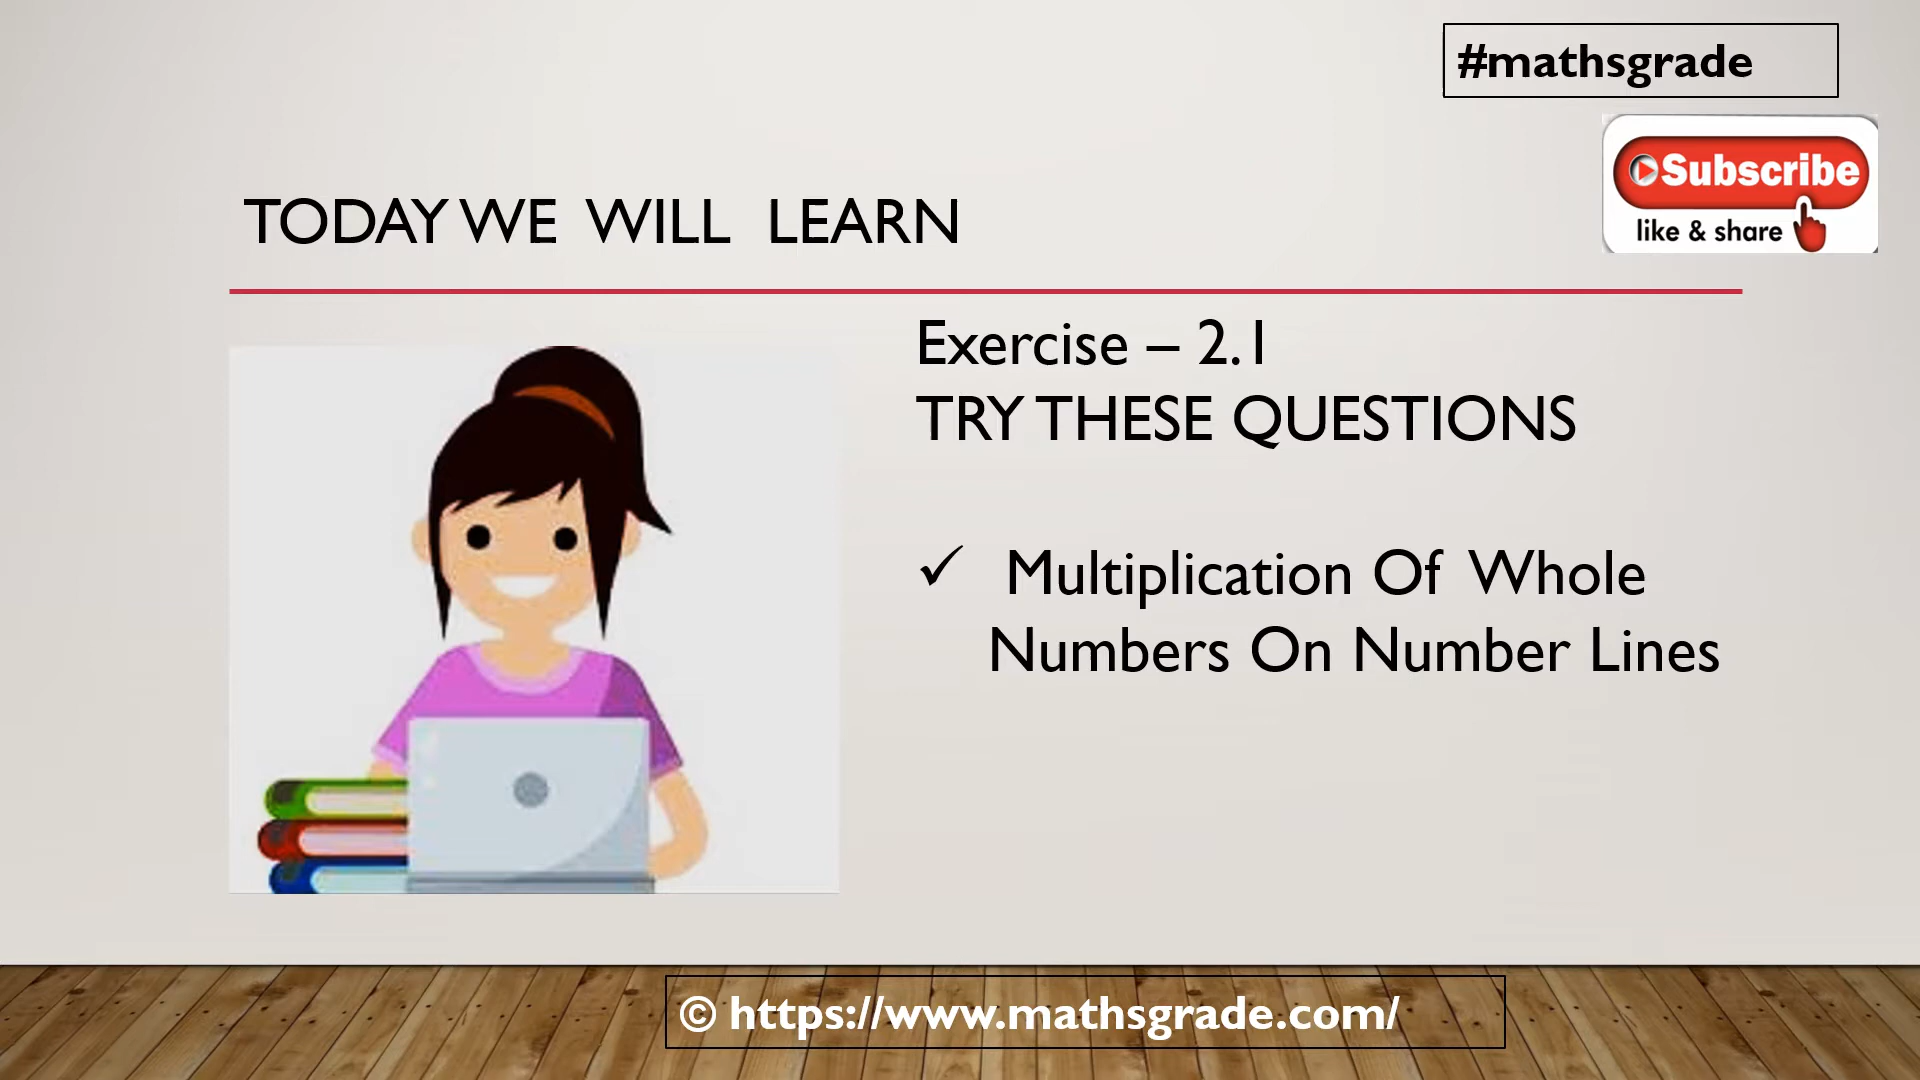 #mathsgrade
Subscribe
like & share
TODAY WE WILL LEARN
Exercise – 2.1
TRY THESE QUESTIONS
✓ Multiplication Of Whole
Numbers On Number Lines
© https://www.mathsgrade.com/